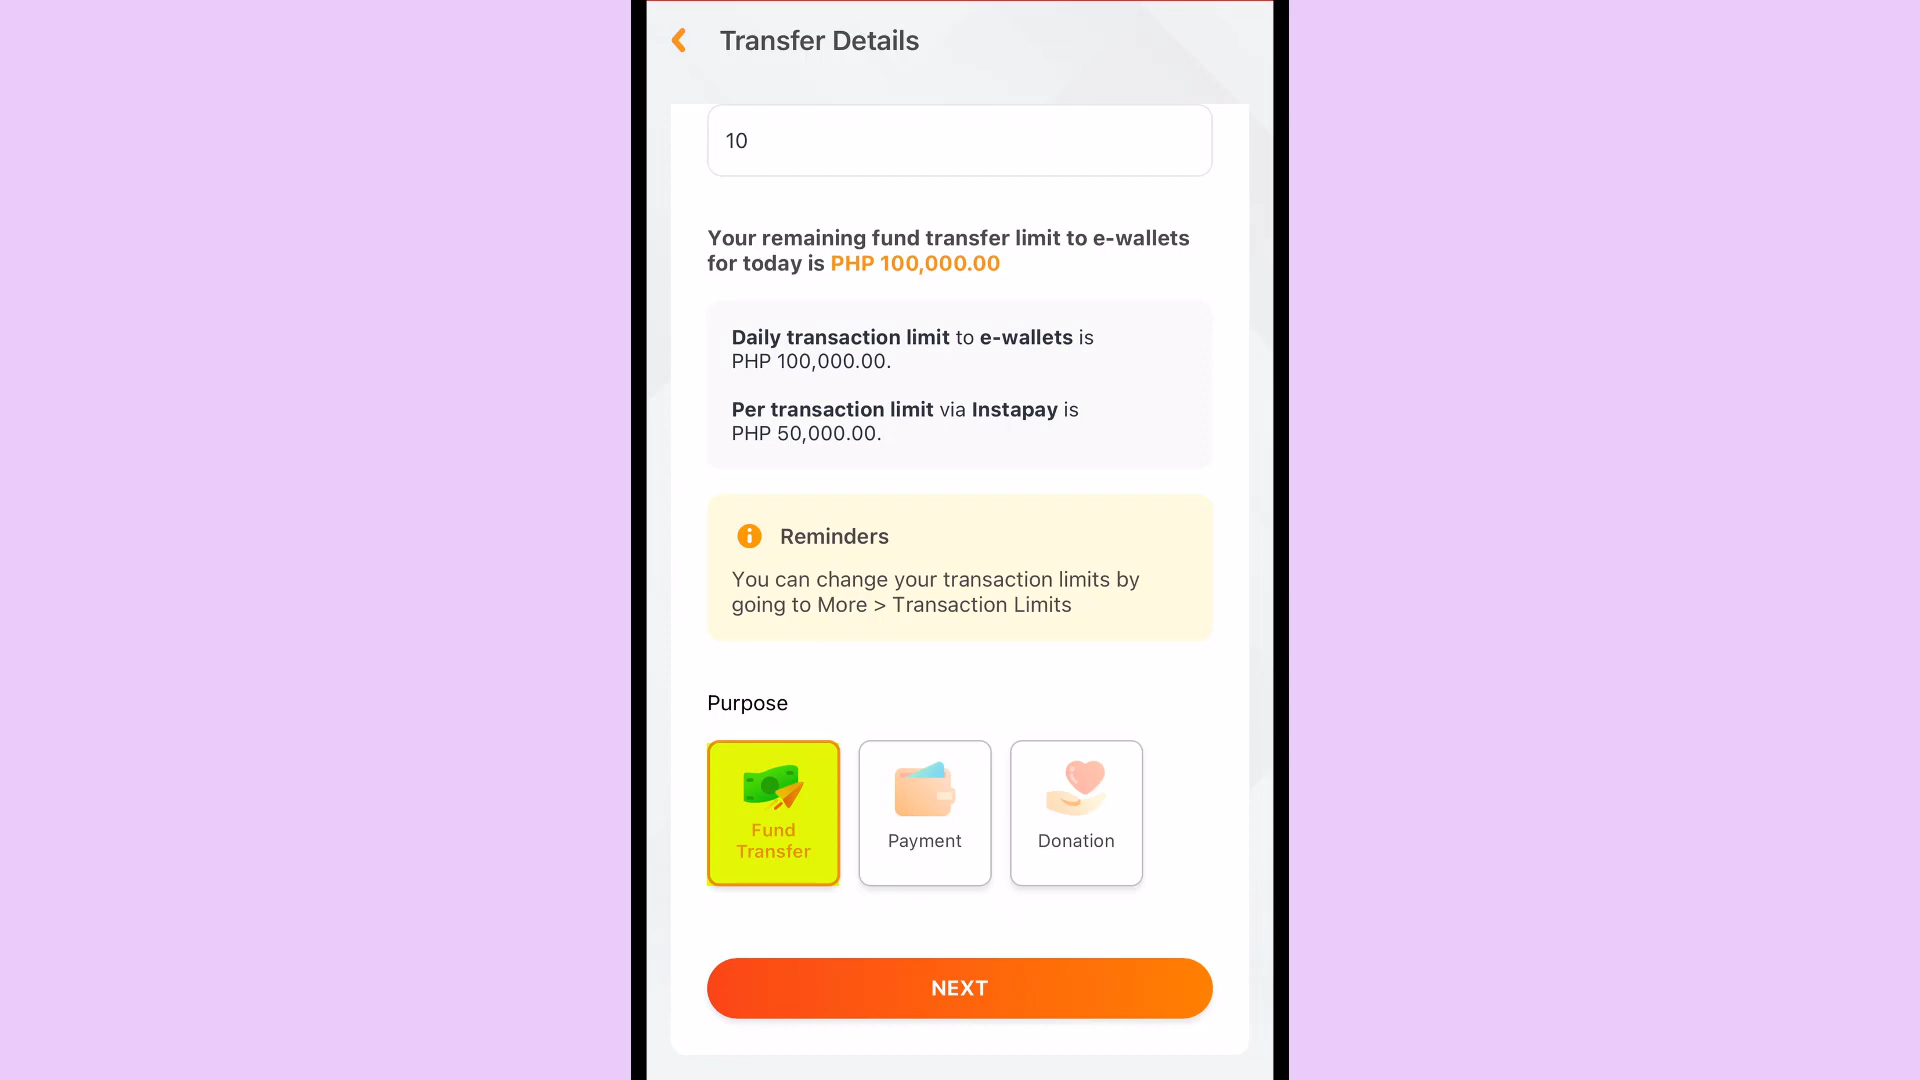 Transfer Details
10
Your remaining fund transfer limit to e-wallets
for today is PHP 100,000.00
Daily transaction limit to e-wallets is
PHP 100,000.00.
Per transaction limit via Instapay is
PHP 50,000.00.
Reminders
You can change your transaction limits by
going to More > Transaction Limits
Purpose
Fund
Transfer
Payment
Donation
NEXT